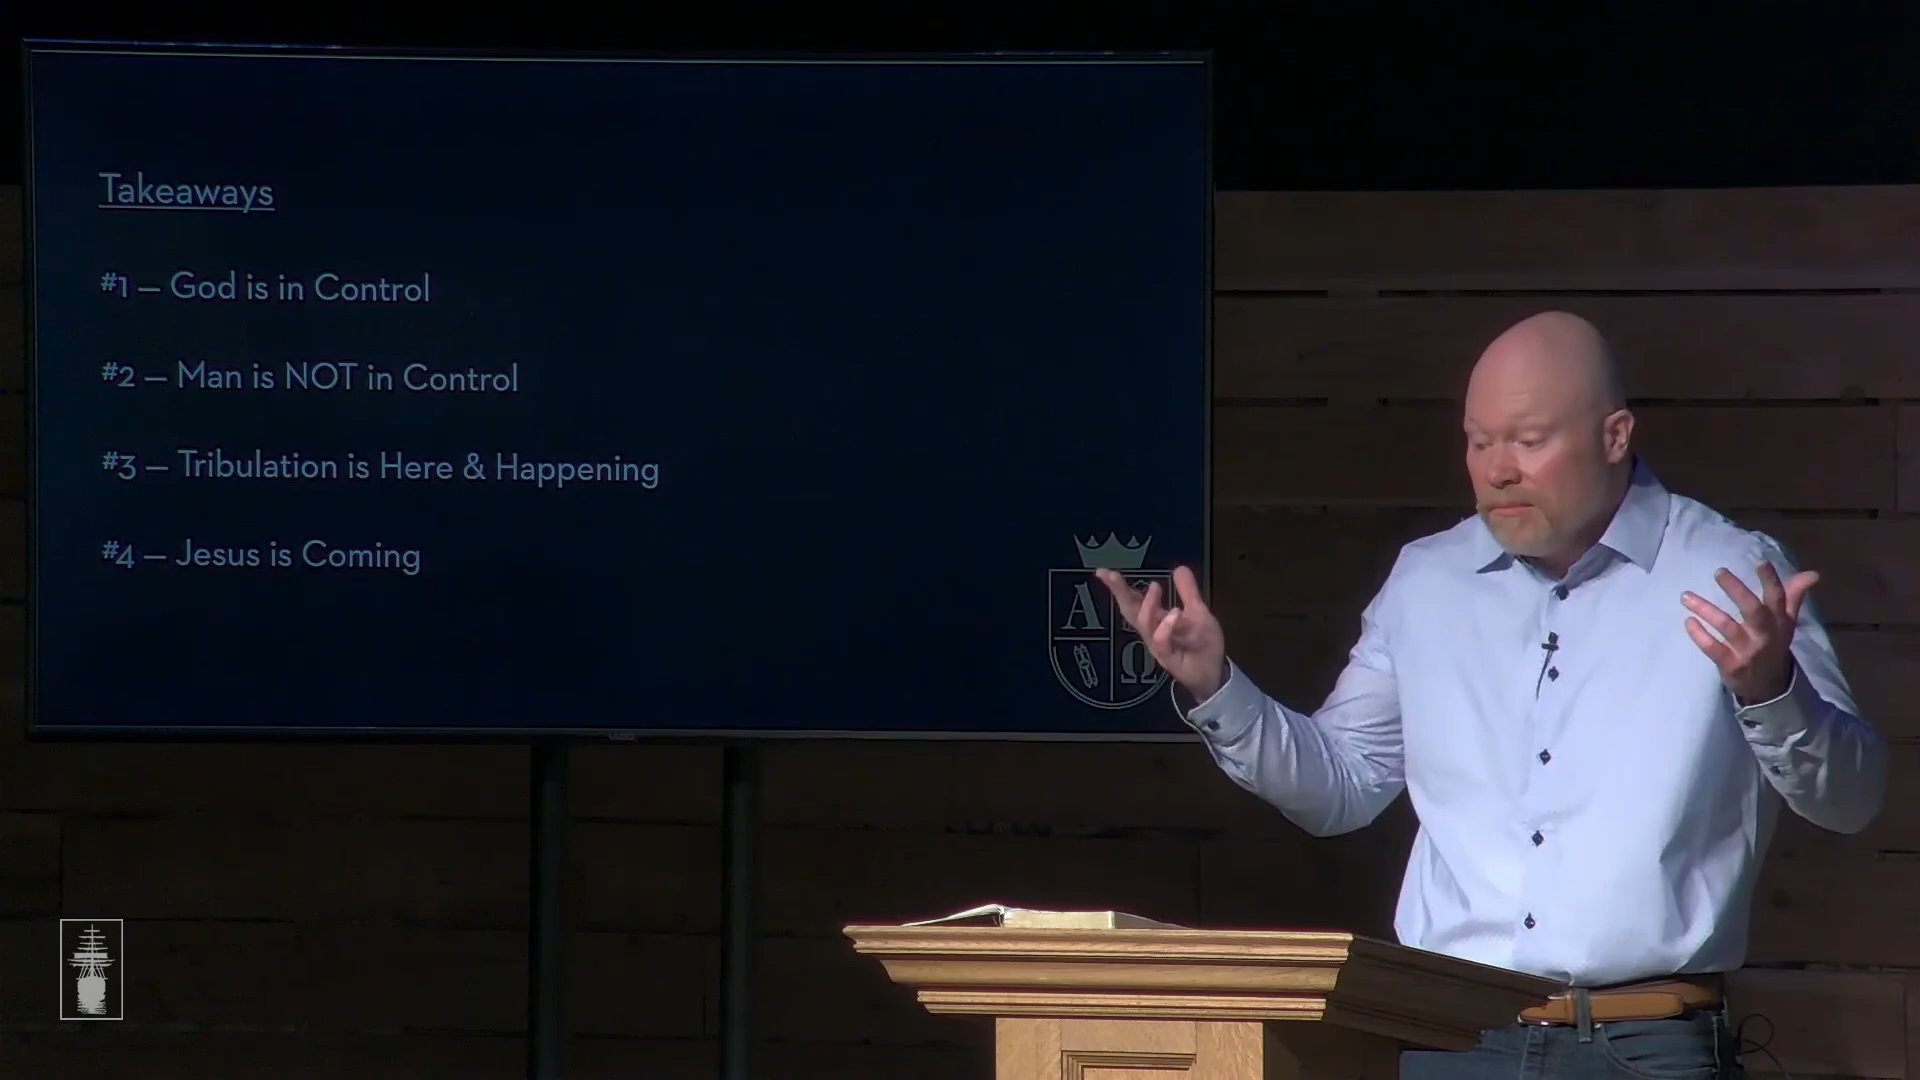 Takeaways
#1 – God is in Control
#2 – Man is NOT in Control
#3 – Tribulation is Here & Happening
#4 – Jesus is Coming
Α
Ω